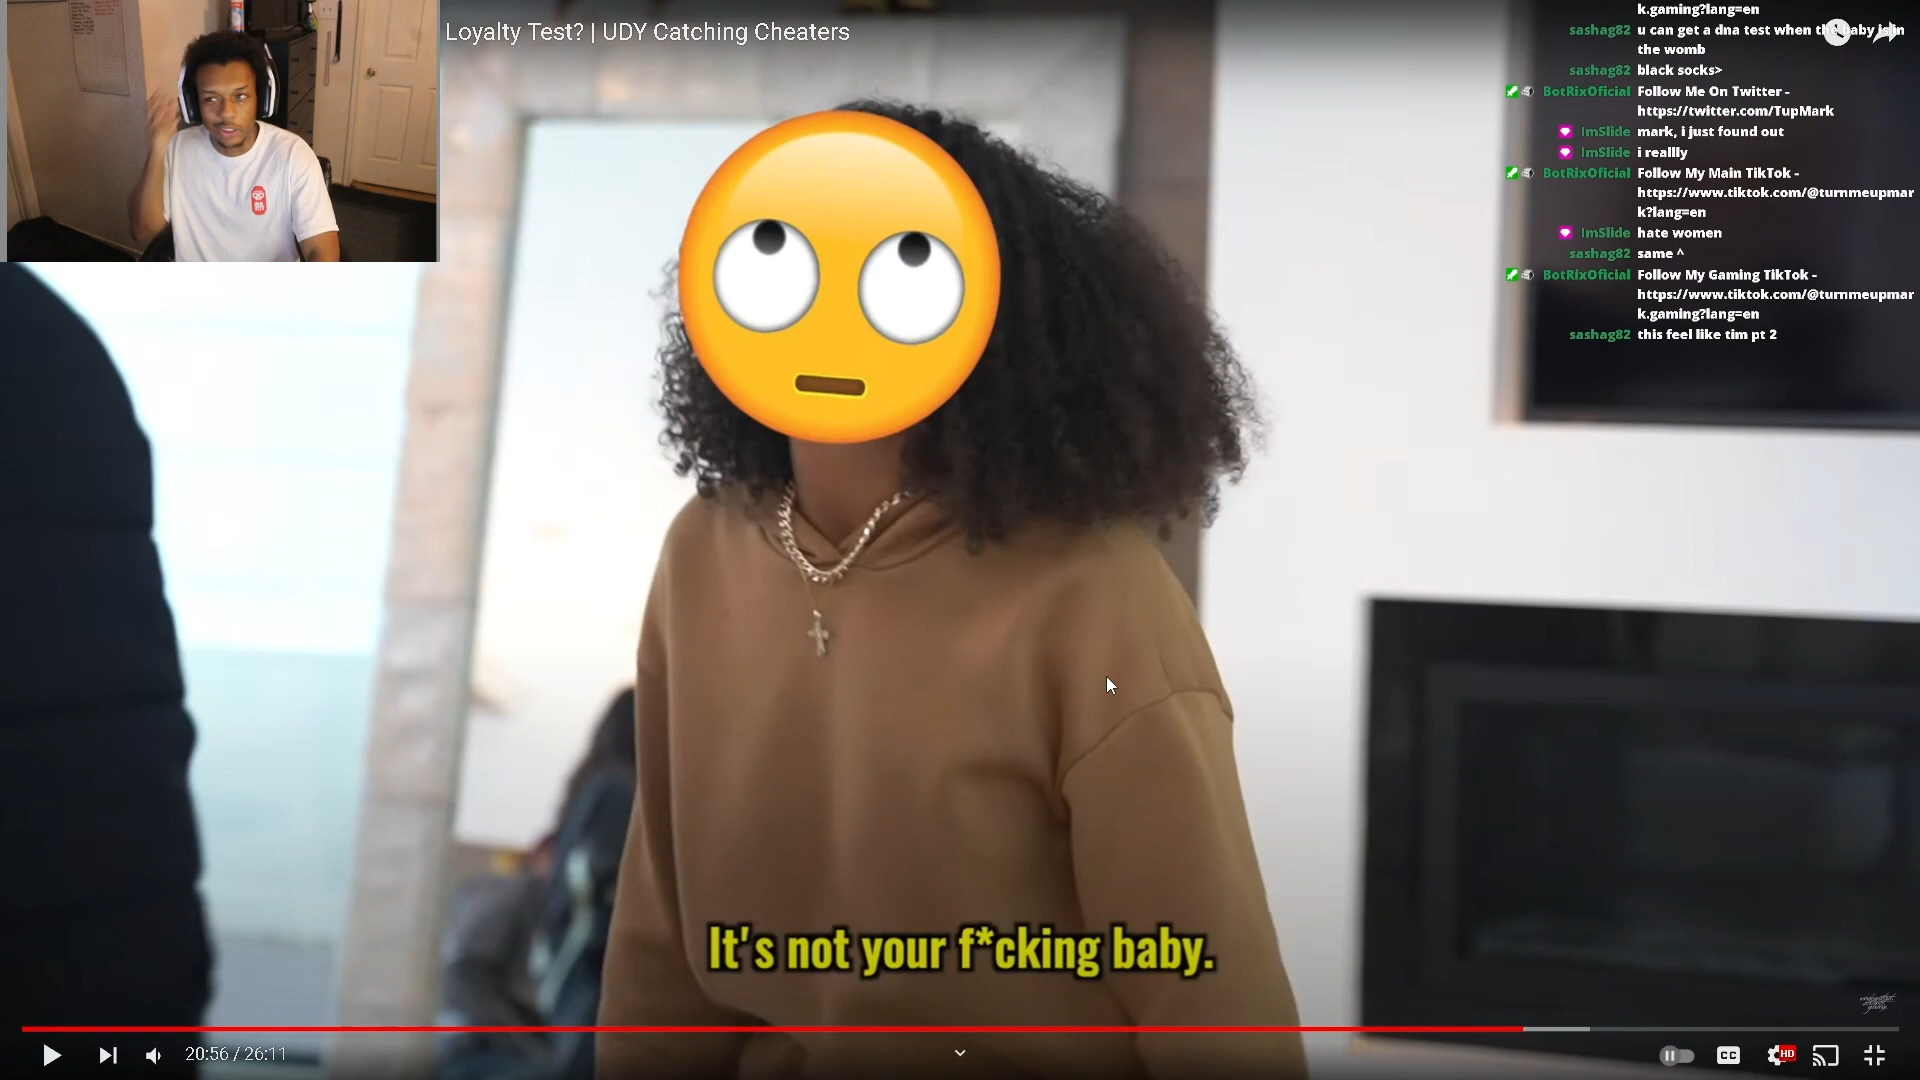 Loyalty Test? | UDY Catching Cheaters
k.gaming?lang=en
sashag82 u can get a dna test when the baby is in
the womb
sashag82 black socks>
BotRixOficial Follow Me On Twitter -
https://twitter.com/TupMark
ImSlide mark, i just found out
ImSlide i reallly
BotRixOficial Follow My Main TikTok -
https://www.tiktok.com/@turnmeupmar
k?lang=en
ImSlide hate women
sashag82 same ^
BotRixOficial Follow My Gaming TikTok -
https://www.tiktok.com/@turnmeupmar
k.gaming?lang=en
sashag82 this feel like tim pt 2
It's not your f*cking baby.
20:56 / 26:11
CC
HD